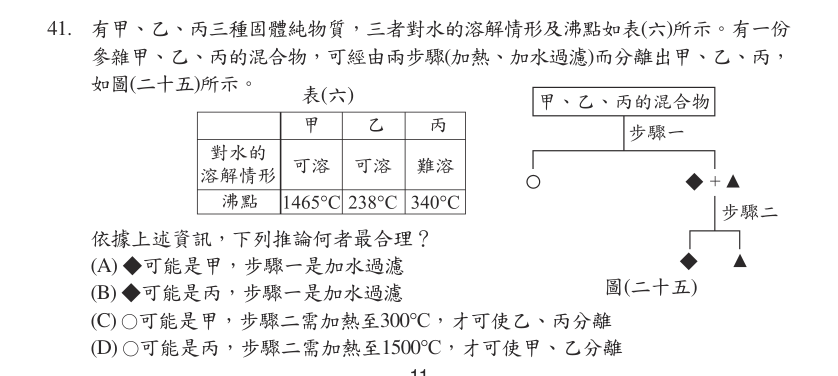 41. 有甲、乙、丙三種固體純物質，三者對水的溶解情形及沸點如表(六)所示。有一份
參雜甲、乙、丙的混合物，可經由兩步驟(加熱、加水過濾)而分離出甲、乙、丙，
如圖(二十五)所示。
表(六)
甲 乙 丙
對水的溶解情形 可溶 可溶 難溶
沸點 1465°C 238°C 340°C
甲、乙、丙的混合物
步驟一
○ ◆+▲
步驟二
◆ ▲
圖(二十五)
依據上述資訊，下列推論何者最合理？
(A) ◆可能是甲，步驟一是加水過濾
(B) ◆可能是丙，步驟一是加水過濾
(C) ○可能是甲，步驟二需加熱至300°C，才可使乙、丙分離
(D) ○可能是丙，步驟二需加熱至1500°C，才可使甲、乙分離